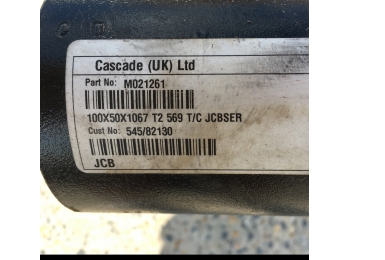 Cascade (UK) Ltd
Part No: M021261
100X50X1067 T2 569 T/C JCBSER
Cust No: 545/82130
JCB